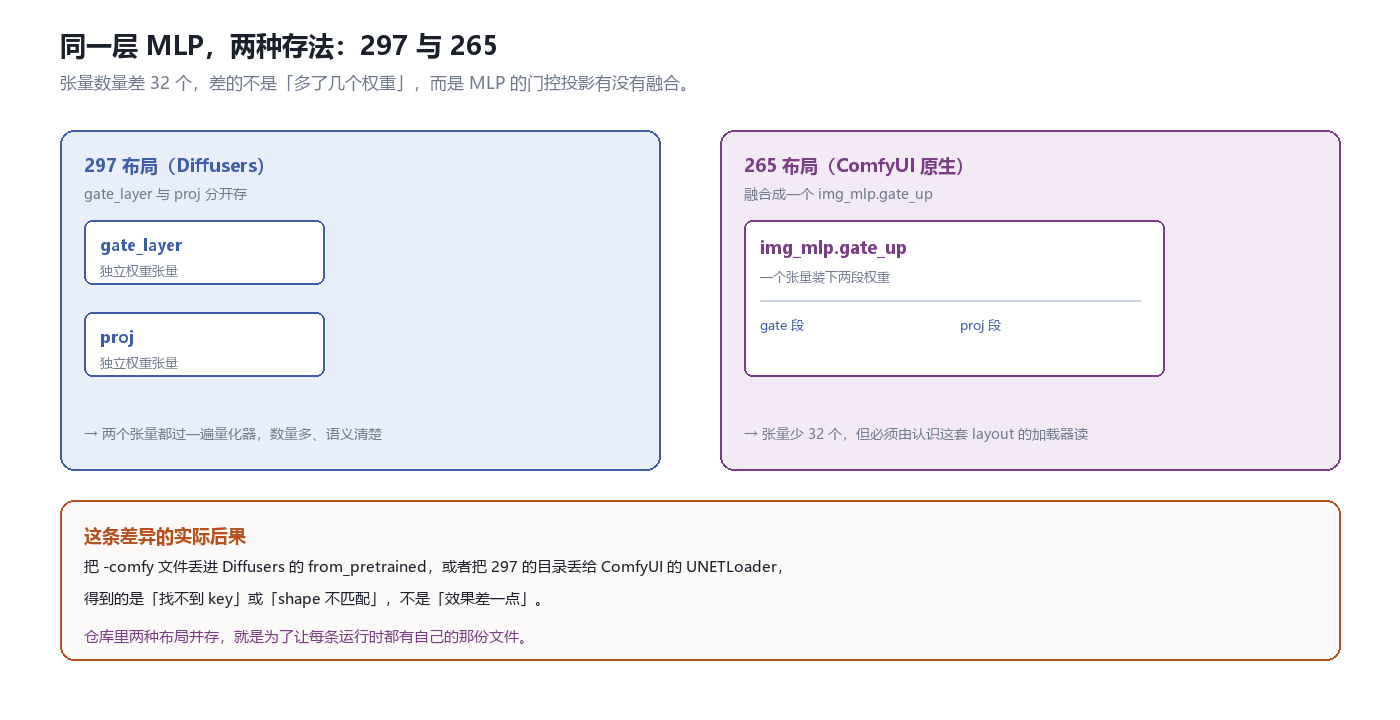 同一层 MLP，两种存法：297 与 265
张量数量差 32 个，差的不是「多了几个权重」，而是 MLP 的门控投影有没有融合。
297 布局（Diffusers）
gate_layer 与 proj 分开存
gate_layer
独立权重张量
proj
独立权重张量
→ 两个张量都过一遍量化器，数量多、语义清楚
265 布局（ComfyUI 原生）
融合成一个 img_mlp.gate_up
img_mlp.gate_up
一个张量装下两段权重
gate 段
proj 段
→ 张量少 32 个，但必须由认识这套 layout 的加载器读
这条差异的实际后果
把 -comfy 文件丢进 Diffusers 的 from_pretrained，或者把 297 的目录丢给 ComfyUI 的 UNETLoader，
得到的是「找不到 key」或「shape 不匹配」，不是「效果差一点」。
仓库里两种布局并存，就是为了让每条运行时都有自己的那份文件。